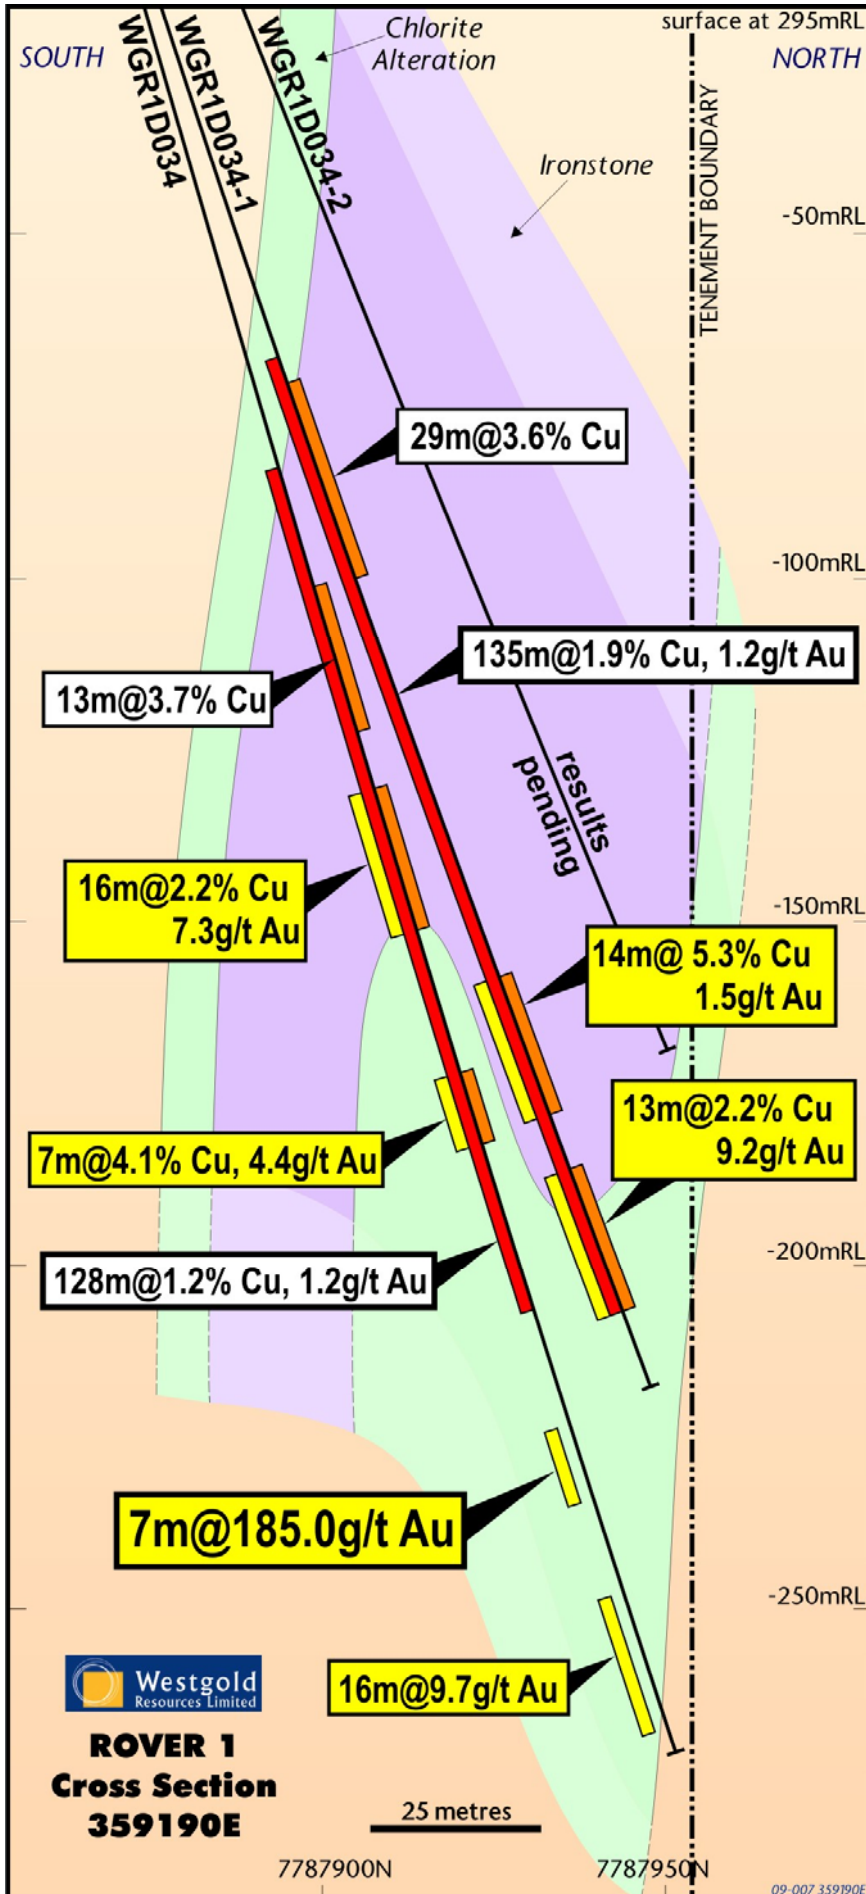 surface at 295mRL
SOUTH
NORTH
Chlorite
Alteration
WGR1D034
WGR1D034-1
WGR1D034-2
Ironstone
TENEMENT BOUNDARY
-50mRL
29m@3.6% Cu
-100mRL
135m@1.9% Cu, 1.2g/t Au
13m@3.7% Cu
results
pending
16m@2.2% Cu
7.3g/t Au
-150mRL
14m@ 5.3% Cu
1.5g/t Au
13m@2.2% Cu
9.2g/t Au
7m@4.1% Cu, 4.4g/t Au
-200mRL
128m@1.2% Cu, 1.2g/t Au
7m@185.0g/t Au
-250mRL
16m@9.7g/t Au
Westgold
Resources Limited
ROVER 1
Cross Section
359190E
25 metres
7787900N
7787950N
09-007 359190E